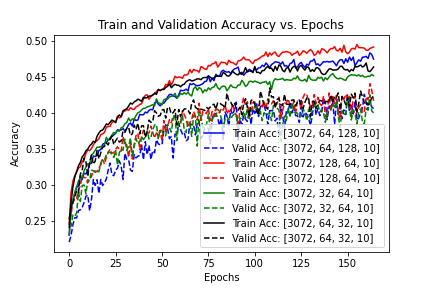 Train and Validation Accuracy vs. Epochs
0.50
0.45
0.40
0.35
0.30
0.25
Accuracy
Train Acc: [3072, 64, 128, 10]
Valid Acc: [3072, 64, 128, 10]
Train Acc: [3072, 128, 64, 10]
Valid Acc: [3072, 128, 64, 10]
Train Acc: [3072, 32, 64, 10]
Valid Acc: [3072, 32, 64, 10]
Train Acc: [3072, 64, 32, 10]
Valid Acc: [3072, 64, 32, 10]
0 25 50 75 100 125 150
Epochs